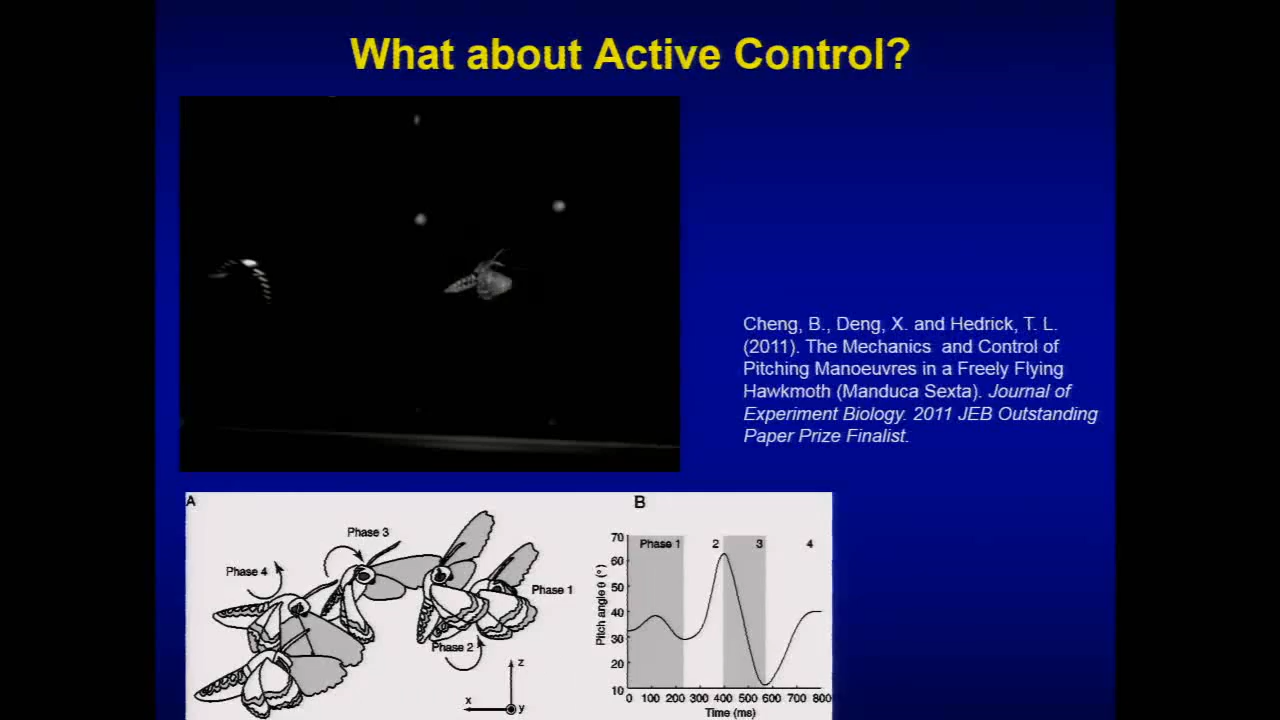 What about Active Control?
Cheng, B., Deng, X. and Hedrick, T. L.
(2011). The Mechanics and Control of
Pitching Manoeuvres in a Freely Flying
Hawkmoth (Manduca Sexta). Journal of
Experiment Biology. 2011 JEB Outstanding
Paper Prize Finalist.
A
Phase 3
Phase 4
Phase 1
Phase 2
z
x
y
B
Phase 1 2 3 4
70
60
50
40
30
20
10
Pitch angle θ (°)
0 100 200 300 400 500 600 700 800
Time (ms)